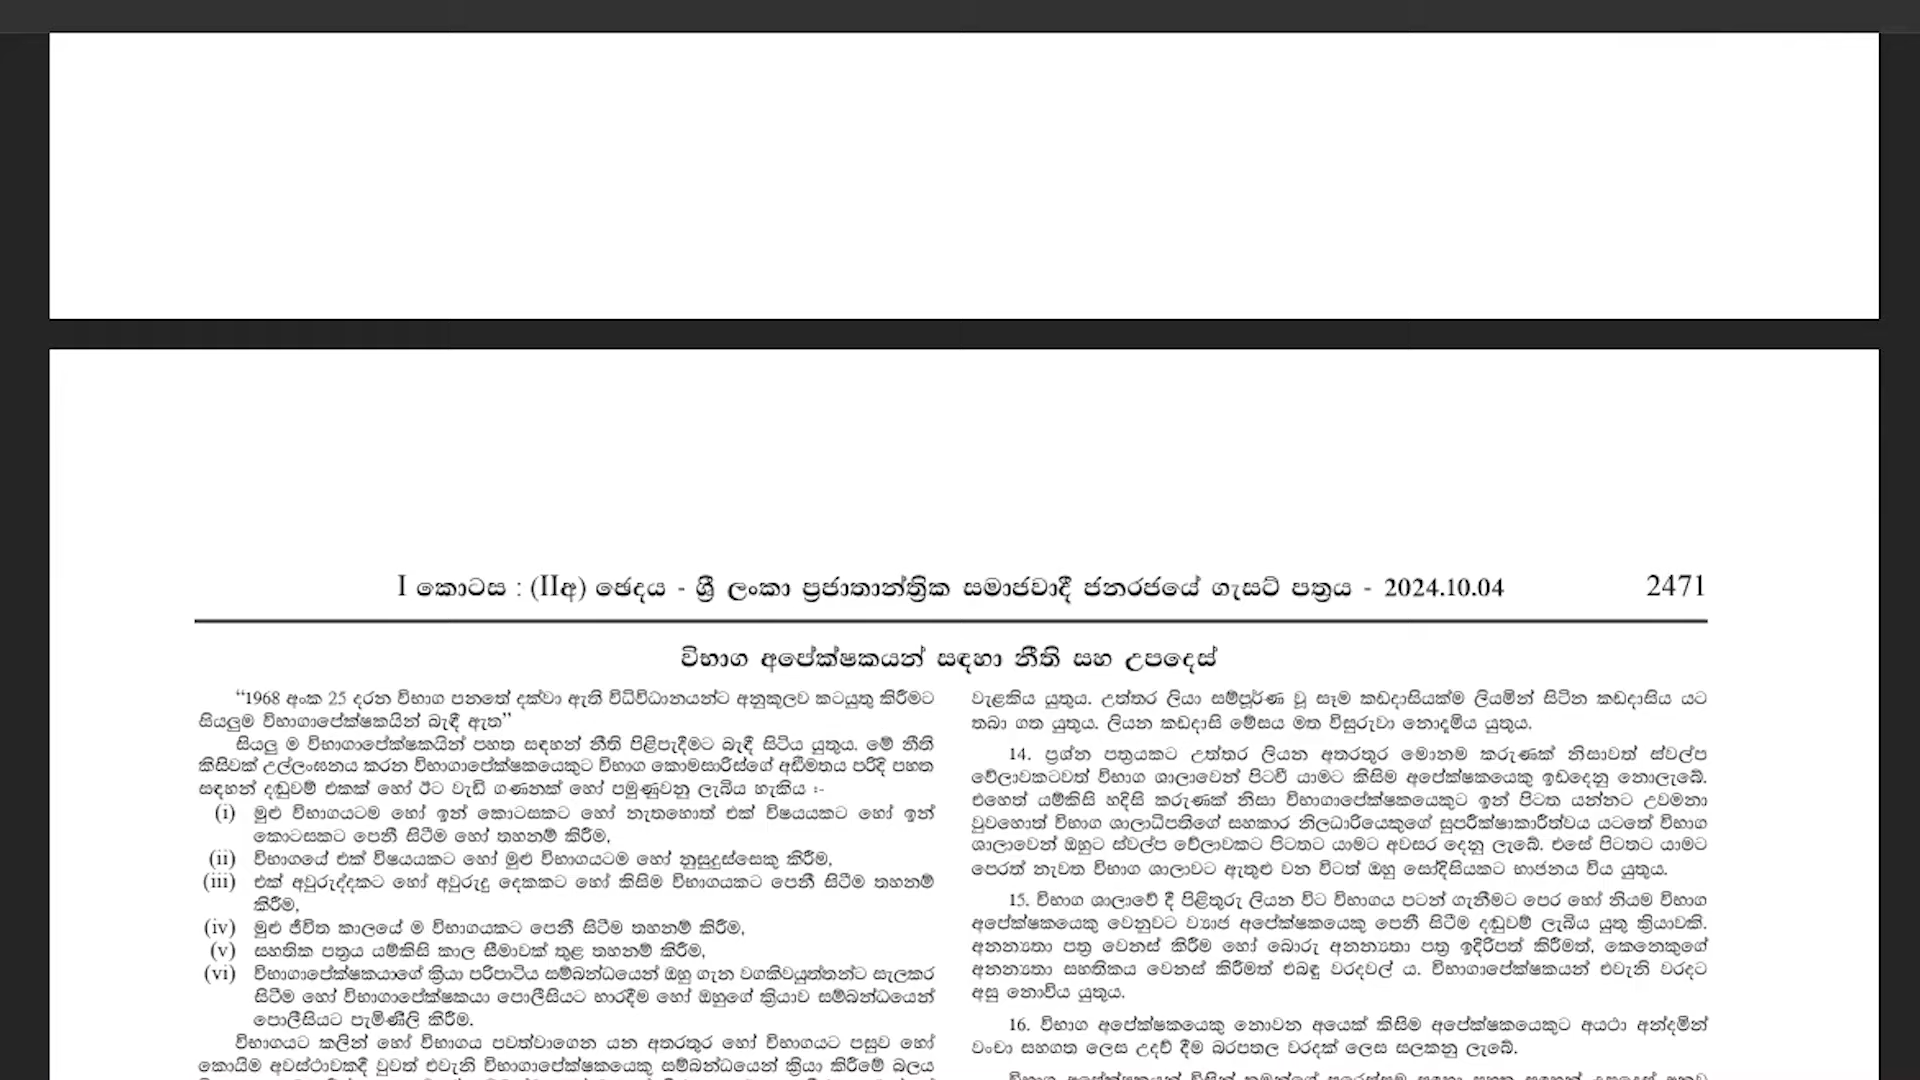 I කොටස : (IIඅ) ඡෙදය - ශ්‍රී ලංකා ප්‍රජාතාන්ත්‍රික සමාජවාදී ජනරජයේ ගැසට් පත්‍රය - 2024.10.04 2471
විභාග අපේක්ෂකයන් සඳහා නීති සහ උපදෙස්
“1968 අංක 25 දරන විභාග පනතේ දක්වා ඇති විධිවිධානයන්ට අනුකූලව කටයුතු කිරීමට
සියලුම විභාගාපේක්ෂකයින් බැඳී ඇත”
සියලු ම විභාගාපේක්ෂකයින් පහත සඳහන් නීති පිළිපැදීමට බැඳී සිටිය යුතුය. මේ නීති
කිසිවක් උල්ලංඝනය කරන විභාගාපේක්ෂකයෙකුට විභාග කොමසාරිස්ගේ අභිමතය පරිදි පහත
සඳහන් දඬුවම් එකක් හෝ ඊට වැඩි ගණනක් හෝ පමුණුවනු ලැබිය හැකිය :-
(i) මුළු විභාගයටම හෝ ඉන් කොටසකට හෝ නැතහොත් එක් විෂයයකට හෝ ඉන්
කොටසකට පෙනී සිටීම හෝ තහනම් කිරීම,
(ii) විභාගයේ එක් විෂයයකට හෝ මුළු විභාගයටම හෝ නුසුදුස්සෙකු කිරීම,
(iii) එක් අවුරුද්දකට හෝ අවුරුදු දෙකකට හෝ කිසිම විභාගයකට පෙනී සිටීම තහනම්
කිරීම,
(iv) මුළු ජීවිත කාලයේ ම විභාගයකට පෙනී සිටීම තහනම් කිරීම,
(v) සහතික පත්‍රය යම්කිසි කාල සීමාවක් තුළ තහනම් කිරීම,
(vi) විභාගාපේක්ෂකයාගේ ක්‍රියා පරිපාටිය සම්බන්ධයෙන් ඔහු ගැන වගකිවයුත්තන්ට සැලකර
සිටීම හෝ විභාගාපේක්ෂකයා පොලීසියට භාරදීම හෝ ඔහුගේ ක්‍රියාව සම්බන්ධයෙන්
පොලීසියට පැමිණිලි කිරීම.
විභාගයට කලින් හෝ විභාගය පවත්වාගෙන යන අතරතුර හෝ විභාගයට පසුව හෝ
කොයිම අවස්ථාවකදී වුවත් එවැනි විභාගාපේක්ෂකයෙකු සම්බන්ධයෙන් ක්‍රියා කිරීමේ බලය
වැළකිය යුතුය. උත්තර ලියා සම්පූර්ණ වූ සෑම කඩදාසියක්ම ලියමින් සිටින කඩදාසිය යට
තබා ගත යුතුය. ලියන කඩදාසි මේසය මත විසුරුවා නොදැමිය යුතුය.
14. ප්‍රශ්න පත්‍රයකට උත්තර ලියන අතරතුර මොනම කරුණක් නිසාවත් ස්වල්ප
වේලාවකටවත් විභාග ශාලාවෙන් පිටවී යාමට කිසිම අපේක්ෂකයෙකු ඉඩදෙනු නොලැබේ.
එහෙත් යම්කිසි හදිසි කරුණක් නිසා විභාගාපේක්ෂකයෙකුට ඉන් පිටත යන්නට උවමනා
වුවහොත් විභාග ශාලාධිපතිගේ සහකාර නිලධාරියෙකුගේ සුපරීක්ෂාකාරීත්වය යටතේ විභාග
ශාලාවෙන් ඔහුට ස්වල්ප වේලාවකට පිටතට යාමට අවසර දෙනු ලැබේ. එසේ පිටතට යාමට
පෙරත් නැවත විභාග ශාලාවට ඇතුළු වන විටත් ඔහු සෝදිසියකට භාජනය විය යුතුය.
15. විභාග ශාලාවේ දී පිළිතුරු ලියන විට විභාගය පටන් ගැනීමට පෙර හෝ නියම විභාග
අපේක්ෂකයෙකු වෙනුවට ව්‍යාජ අපේක්ෂකයෙකු පෙනී සිටීම දඬුවම් ලැබිය යුතු ක්‍රියාවකි.
අනන්‍යතා පත්‍ර වෙනස් කිරීම හෝ බොරු අනන්‍යතා පත්‍ර ඉදිරිපත් කිරීමත්, කෙනෙකුගේ
අනන්‍යතා සහතිකය වෙනස් කිරීමත් එබඳු වරදවල් ය. විභාගාපේක්ෂකයන් එවැනි වරදට
අසු නොවිය යුතුය.
16. විභාග අපේක්ෂකයෙකු නොවන අයෙක් කිසිම අපේක්ෂකයෙකුට අයථා අන්දමින්
වංචා සහගත ලෙස උදව් දීම බරපතල වරදක් ලෙස සලකනු ලැබේ.